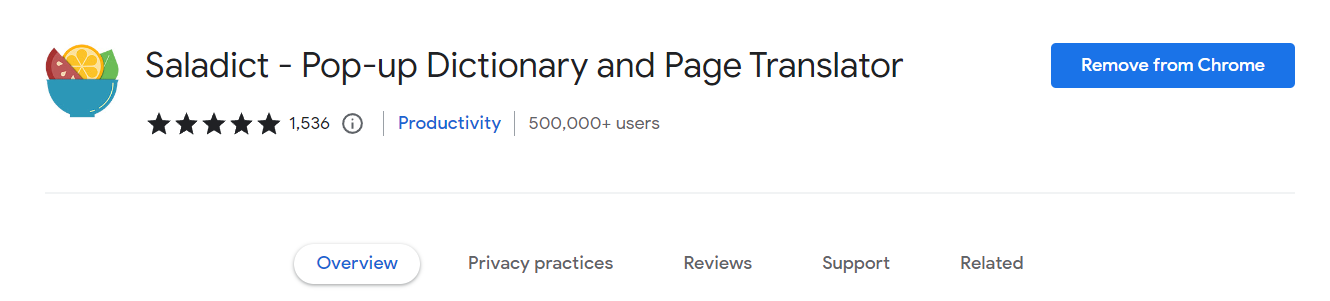 Saladict - Pop-up Dictionary and Page Translator
Remove from Chrome
1,536 Productivity 500,000+ users
Overview Privacy practices Reviews Support Related